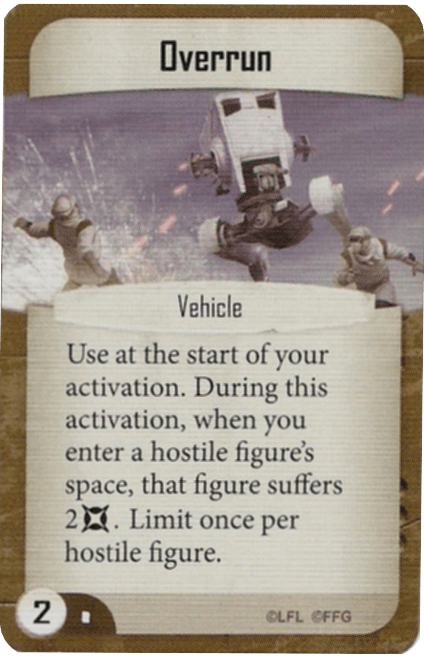 Overrun
Vehicle
Use at the start of your
activation. During this
activation, when you
enter a hostile figure's
space, that figure suffers
2 . Limit once per
hostile figure.
2
©LFL ©FFG